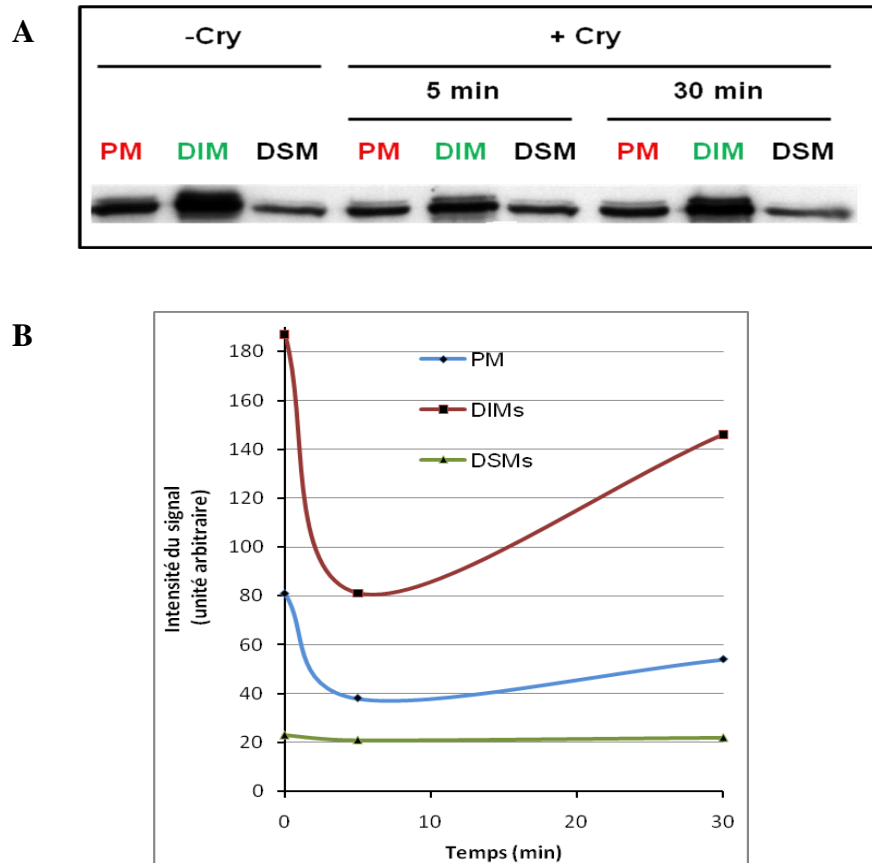 A
-Cry + Cry
5 min 30 min
PM DIM DSM PM DIM DSM PM DIM DSM
B
Intensité du signal
(unité arbitraire)
180
160
140
120
100
80
60
40
20
0
PM
DIMs
DSMs
0 10 20 30
Temps (min)